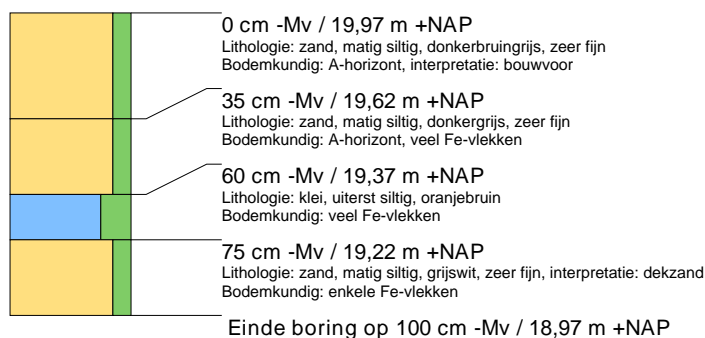 0 cm -Mv / 19,97 m +NAP
Lithologie: zand, matig siltig, donkerbruingrijs, zeer fijn
Bodemkundig: A-horizont, interpretatie: bouwvoor
35 cm -Mv / 19,62 m +NAP
Lithologie: zand, matig siltig, donkergrijs, zeer fijn
Bodemkundig: A-horizont, veel Fe-vlekken
60 cm -Mv / 19,37 m +NAP
Lithologie: klei, uiterst siltig, oranjebruin
Bodemkundig: veel Fe-vlekken
75 cm -Mv / 19,22 m +NAP
Lithologie: zand, matig siltig, grijswit, zeer fijn, interpretatie: dekzand
Bodemkundig: enkele Fe-vlekken
Einde boring op 100 cm -Mv / 18,97 m +NAP